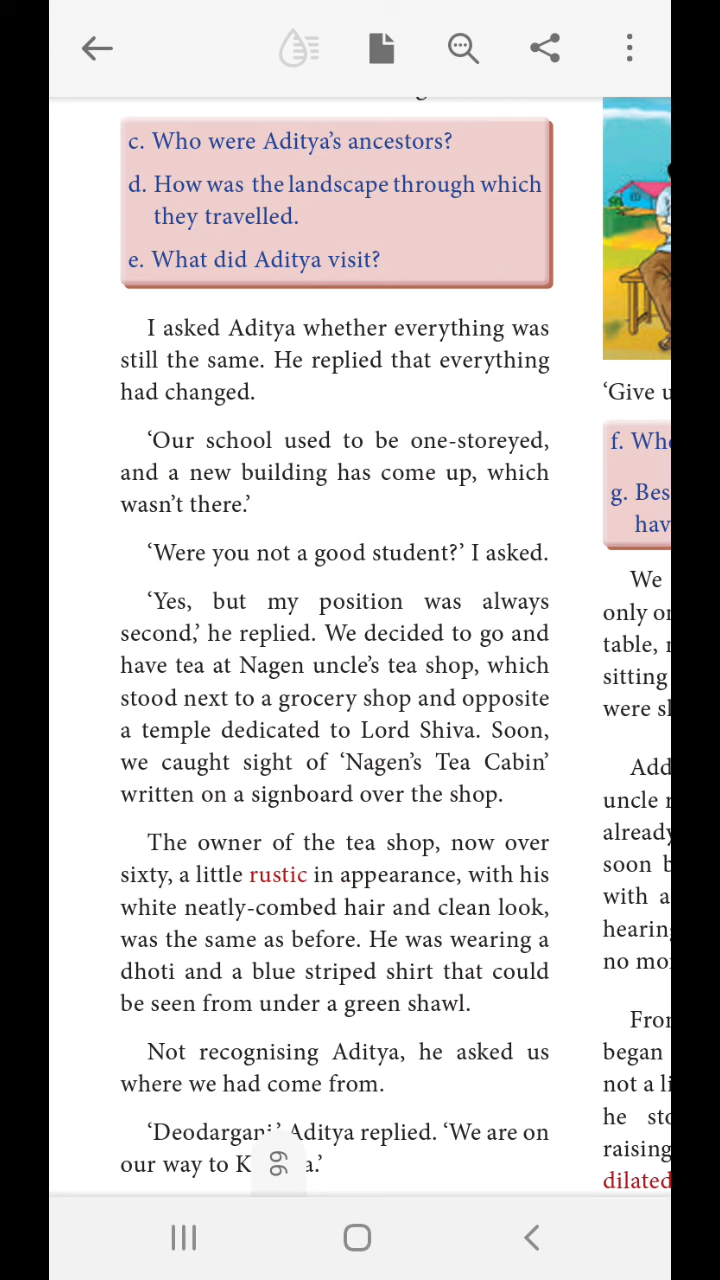 c. Who were Aditya's ancestors?
d. How was the landscape through which
they travelled.
e. What did Aditya visit?
I asked Aditya whether everything was
still the same. He replied that everything
had changed.
'Our school used to be one-storeyed,
and a new building has come up, which
wasn't there.'
'Were you not a good student?' I asked.
'Yes, but my position was always
second,' he replied. We decided to go and
have tea at Nagen uncle's tea shop, which
stood next to a grocery shop and opposite
a temple dedicated to Lord Shiva. Soon,
we caught sight of 'Nagen's Tea Cabin'
written on a signboard over the shop.
The owner of the tea shop, now over
sixty, a little rustic in appearance, with his
white neatly-combed hair and clean look,
was the same as before. He was wearing a
dhoti and a blue striped shirt that could
be seen from under a green shawl.
Not recognising Aditya, he asked us
where we had come from.
'Deodarganj,' Aditya replied. 'We are on
our way to
66
'Give
f.
g.
We
only
table,
sitting
were
Add
uncle
already
soon
with a
hearing
no
From
began
not a
he
raising
dilated